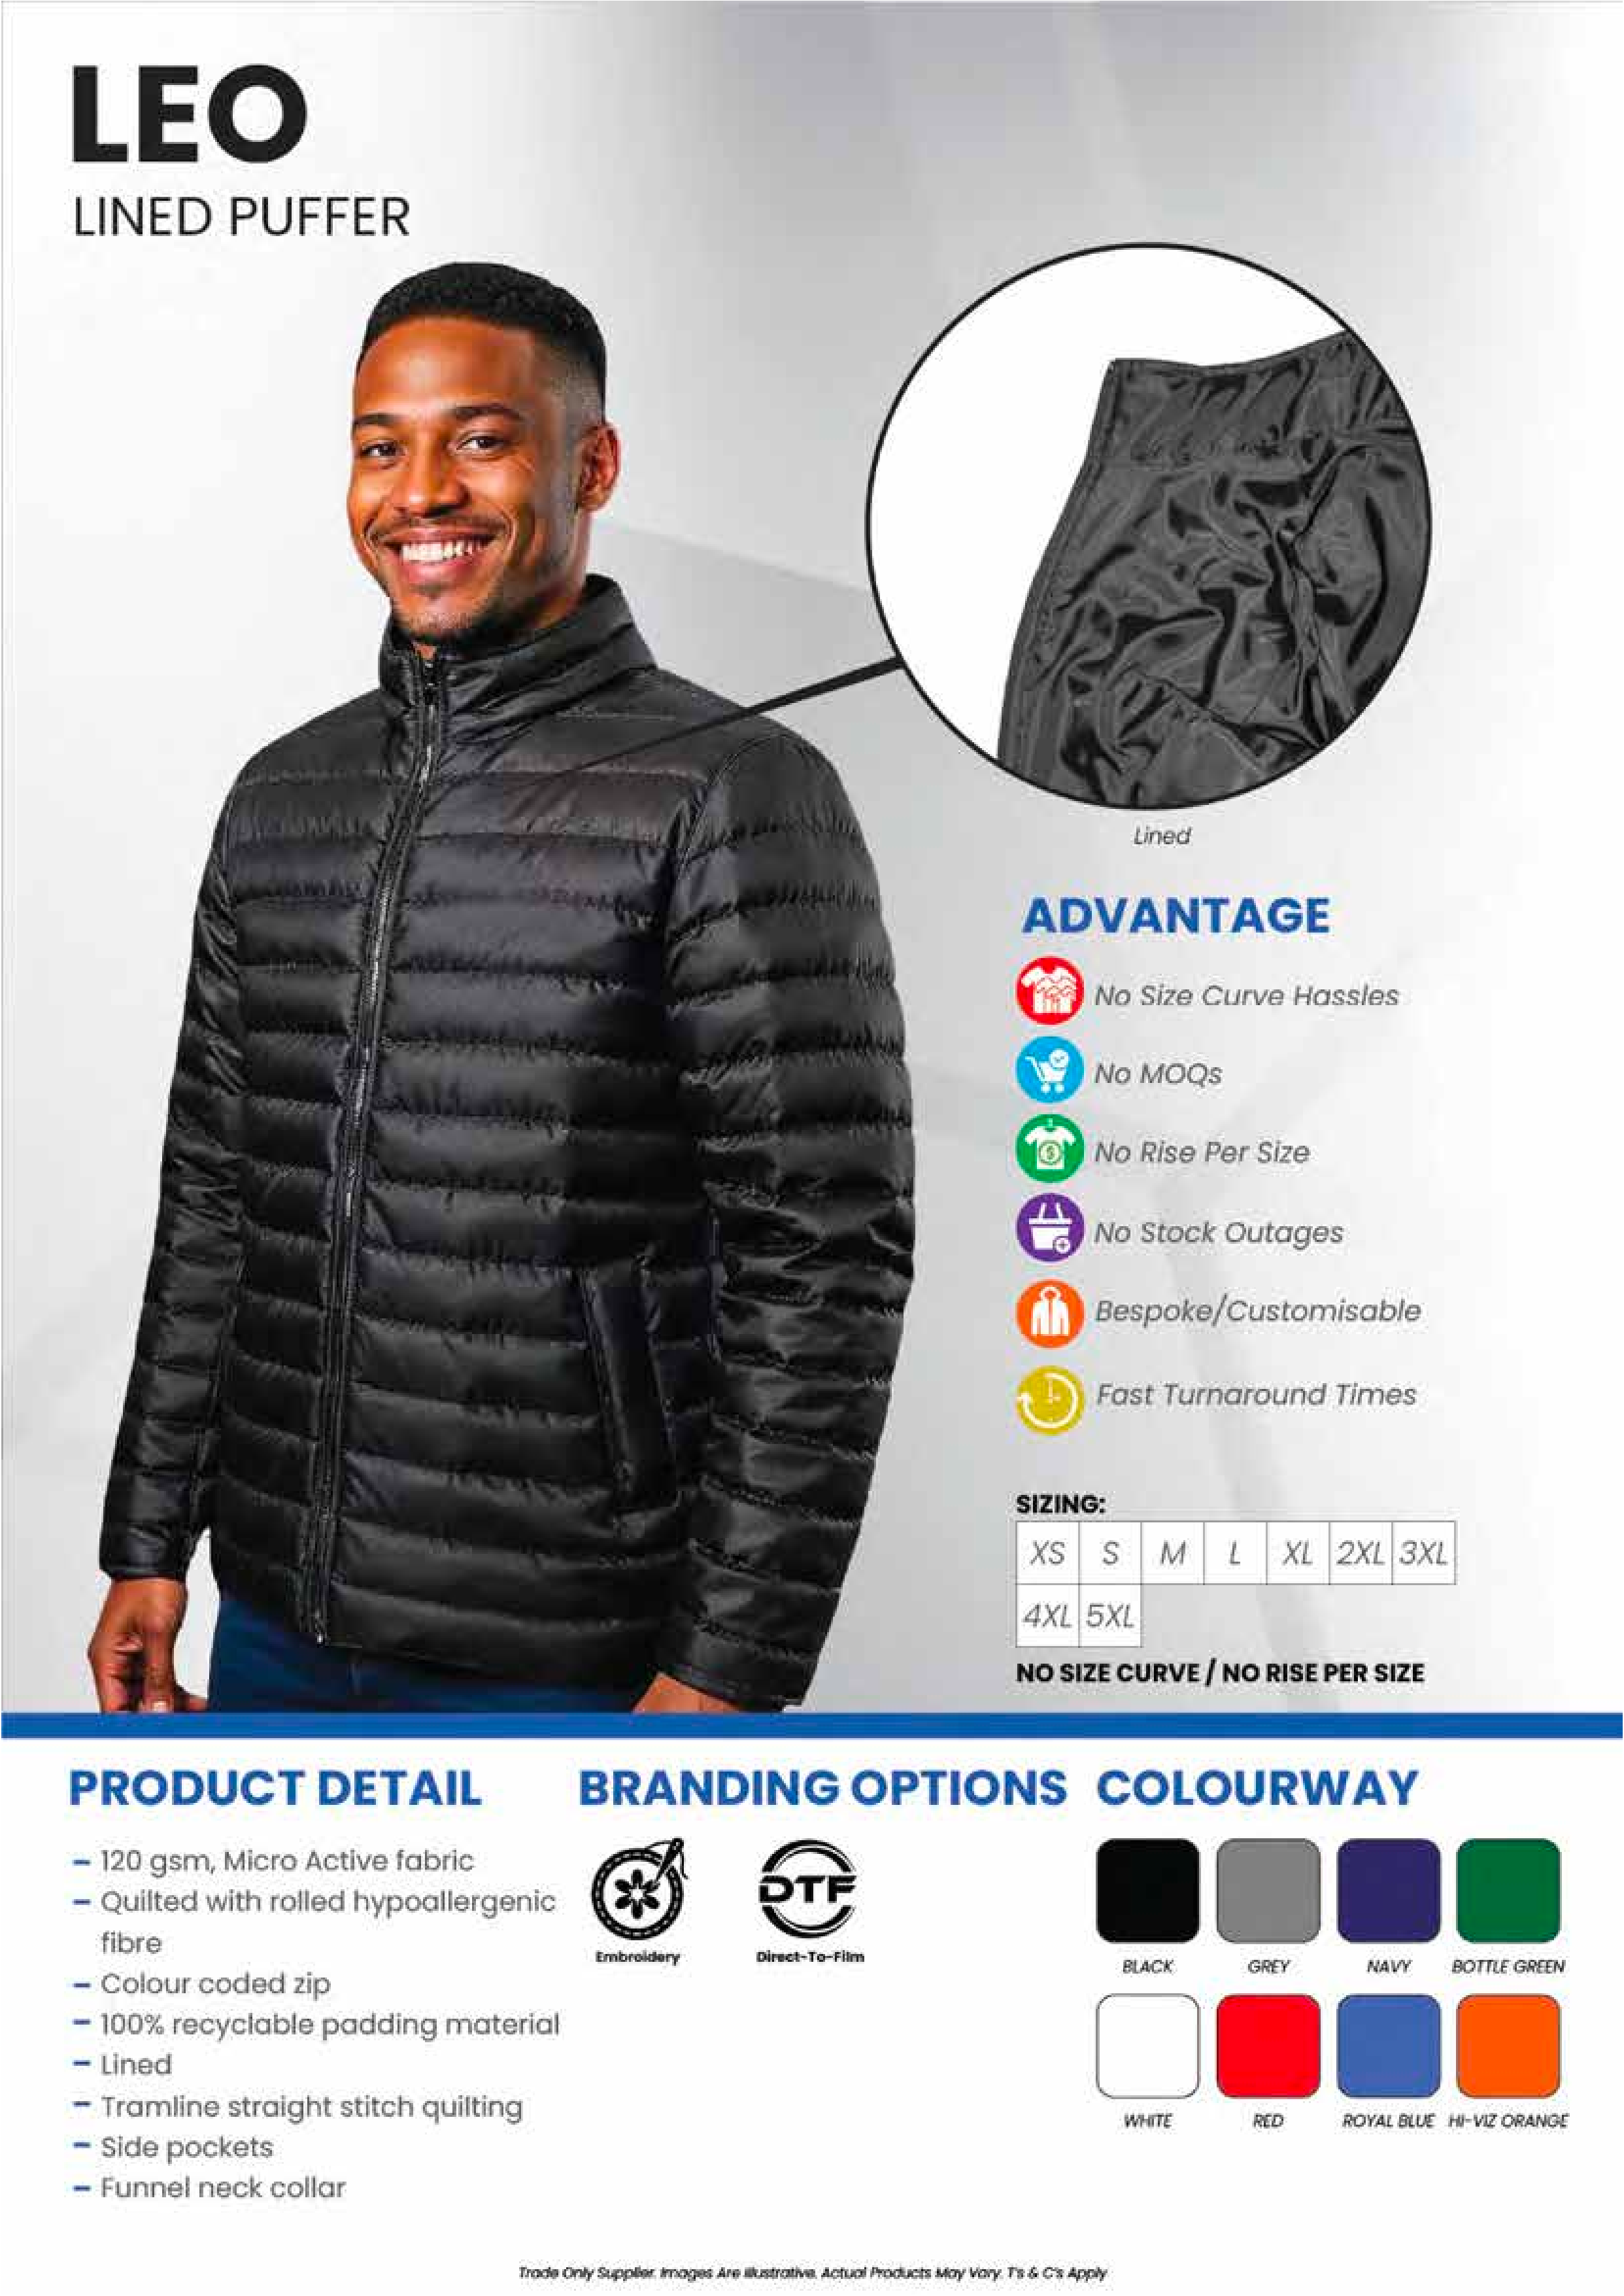 LEO
LINED PUFFER
Lined
ADVANTAGE
No Size Curve Hassles
No MOQs
No Rise Per Size
No Stock Outages
Bespoke/Customisable
Fast Turnaround Times
SIZING:
XS S M L XL 2XL 3XL
4XL 5XL
NO SIZE CURVE / NO RISE PER SIZE
PRODUCT DETAIL
- 120 gsm, Micro Active fabric
- Quilted with rolled hypoallergenic
fibre
- Colour coded zip
- 100% recyclable padding material
- Lined
- Tramline straight stitch quilting
- Side pockets
- Funnel neck collar
BRANDING OPTIONS
DTF
Embroidery Direct-To-Film
COLOURWAY
BLACK GREY NAVY BOTTLE GREEN
WHITE RED ROYAL BLUE HI-VIZ ORANGE
Trade Only Supplier. Images Are Illustrative. Actual Products May Vary. T's & C's Apply